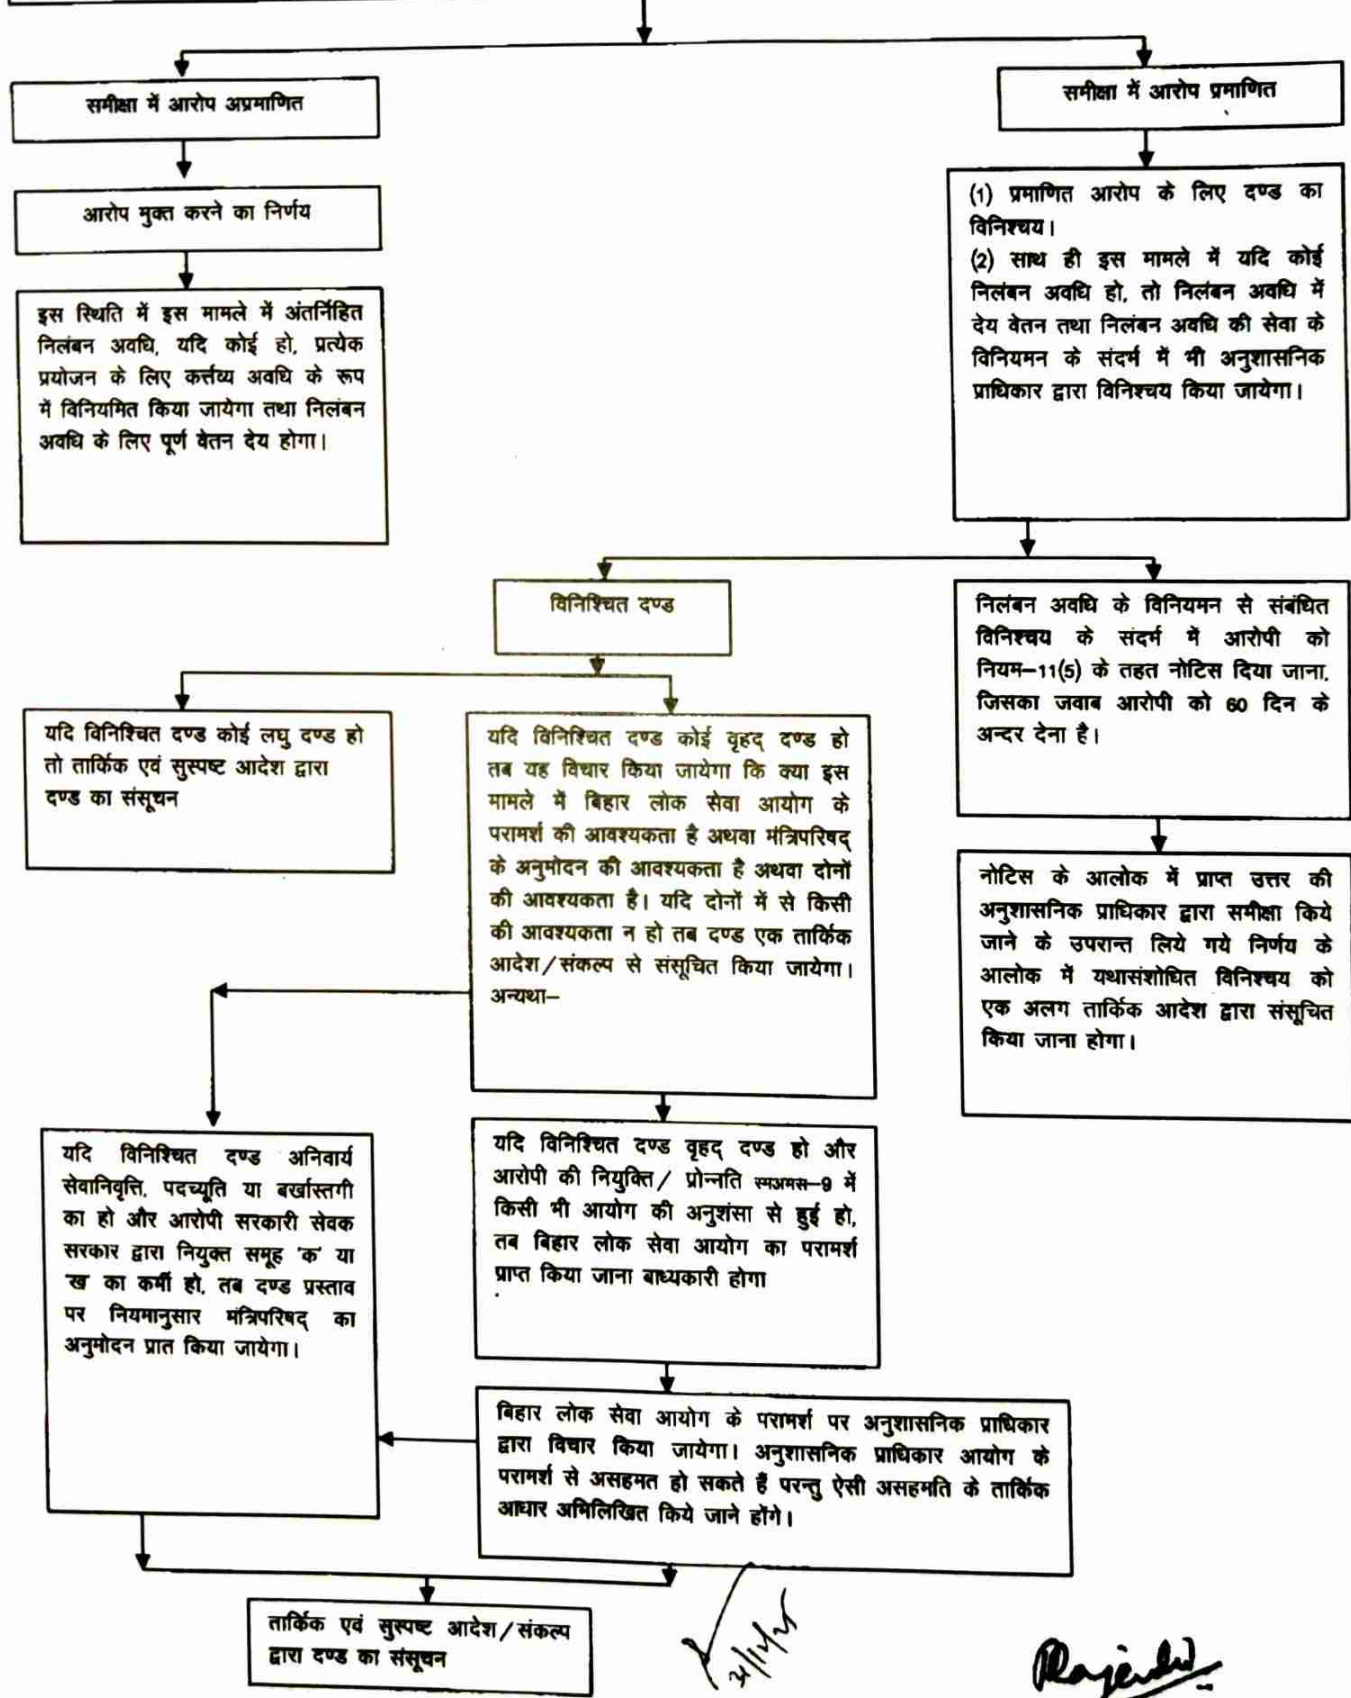 समीक्षा में आरोप अप्रमाणित
समीक्षा में आरोप प्रमाणित
आरोप मुक्त करने का निर्णय
(1) प्रमाणित आरोप के लिए दण्ड का
विनिश्चय।
(2) साथ ही इस मामले में यदि कोई
निलंबन अवधि हो, तो निलंबन अवधि में
देय वेतन तथा निलंबन अवधि की सेवा के
विनियमन के संदर्भ में भी अनुशासनिक
प्राधिकार द्वारा विनिश्चय किया जायेगा।
इस स्थिति में इस मामले में अंतर्निहित
निलंबन अवधि, यदि कोई हो, प्रत्येक
प्रयोजन के लिए कर्त्तव्य अवधि के रूप
में विनियमित किया जायेगा तथा निलंबन
अवधि के लिए पूर्ण वेतन देय होगा।
विनिश्चित दण्ड
निलंबन अवधि के विनियमन से संबंधित
विनिश्चय के संदर्भ में आरोपी को
नियम–11(5) के तहत नोटिस दिया जाना,
जिसका जवाब आरोपी को 60 दिन के
अन्दर देना है।
यदि विनिश्चित दण्ड कोई लघु दण्ड हो
तो तार्किक एवं सुस्पष्ट आदेश द्वारा
दण्ड का संसूचन
यदि विनिश्चित दण्ड कोई वृहद् दण्ड हो
तब यह विचार किया जायेगा कि क्या इस
मामले में बिहार लोक सेवा आयोग के
परामर्श की आवश्यकता है अथवा मंत्रिपरिषद्
के अनुमोदन की आवश्यकता है अथवा दोनों
की आवश्यकता है। यदि दोनों में से किसी
की आवश्यकता न हो तब दण्ड एक तार्किक
आदेश/संकल्प से संसूचित किया जायेगा।
अन्यथा–
नोटिस के आलोक में प्राप्त उत्तर की
अनुशासनिक प्राधिकार द्वारा समीक्षा किये
जाने के उपरान्त लिये गये निर्णय के
आलोक में यथासंशोधित विनिश्चय को
एक अलग तार्किक आदेश द्वारा संसूचित
किया जाना होगा।
यदि विनिश्चित दण्ड अनिवार्य
सेवानिवृत्ति, पदच्यूति या बर्खास्तगी
का हो और आरोपी सरकारी सेवक
सरकार द्वारा नियुक्त समूह 'क' या
'ख' का कर्मी हो, तब दण्ड प्रस्ताव
पर नियमानुसार मंत्रिपरिषद् का
अनुमोदन प्रात किया जायेगा।
यदि विनिश्चित दण्ड वृहद् दण्ड हो और
आरोपी की नियुक्ति/ प्रोन्नति –9 में
किसी भी आयोग की अनुशंसा से हुई हो,
तब बिहार लोक सेवा आयोग का परामर्श
प्राप्त किया जाना बाध्यकारी होगा
बिहार लोक सेवा आयोग के परामर्श पर अनुशासनिक प्राधिकार
द्वारा विचार किया जायेगा। अनुशासनिक प्राधिकार आयोग के
परामर्श से असहमत हो सकते हैं परन्तु ऐसी असहमति के तार्किक
आधार अभिलिखित किये जाने होंगे।
तार्किक एवं सुस्पष्ट आदेश/संकल्प
द्वारा दण्ड का संसूचन